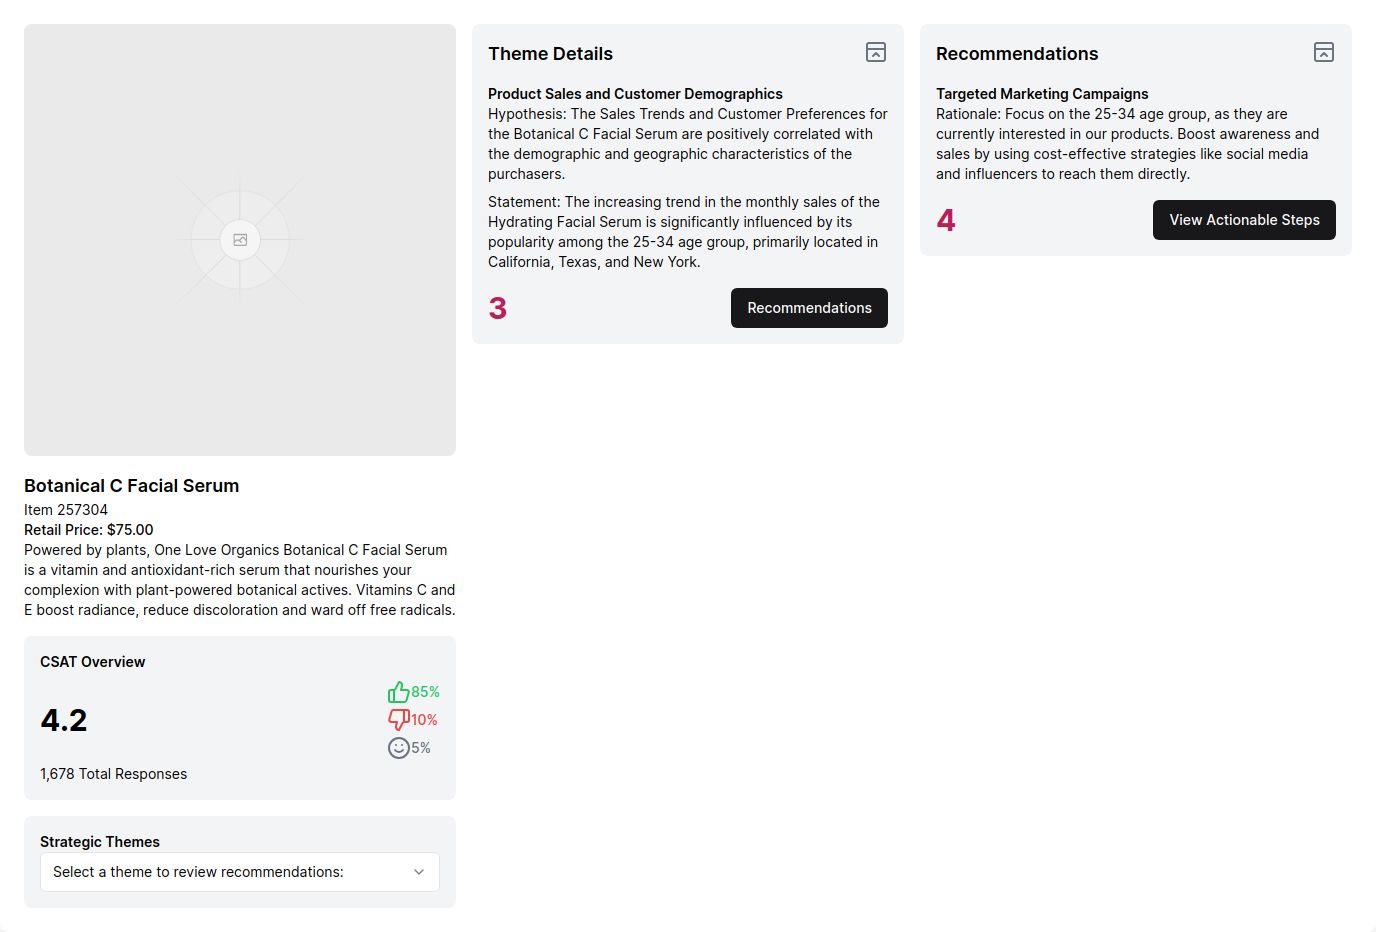 Botanical C Facial Serum
Item 257304
Retail Price: $75.00
Powered by plants, One Love Organics Botanical C Facial Serum
is a vitamin and antioxidant-rich serum that nourishes your
complexion with plant-powered botanical actives. Vitamins C and
E boost radiance, reduce discoloration and ward off free radicals.
CSAT Overview
4.2
85%
10%
5%
1,678 Total Responses
Strategic Themes
Select a theme to review recommendations:
Theme Details
Product Sales and Customer Demographics
Hypothesis: The Sales Trends and Customer Preferences for
the Botanical C Facial Serum are positively correlated with
the demographic and geographic characteristics of the
purchasers.
Statement: The increasing trend in the monthly sales of the
Hydrating Facial Serum is significantly influenced by its
popularity among the 25-34 age group, primarily located in
California, Texas, and New York.
3
Recommendations
Recommendations
Targeted Marketing Campaigns
Rationale: Focus on the 25-34 age group, as they are
currently interested in our products. Boost awareness and
sales by using cost-effective strategies like social media
and influencers to reach them directly.
4
View Actionable Steps